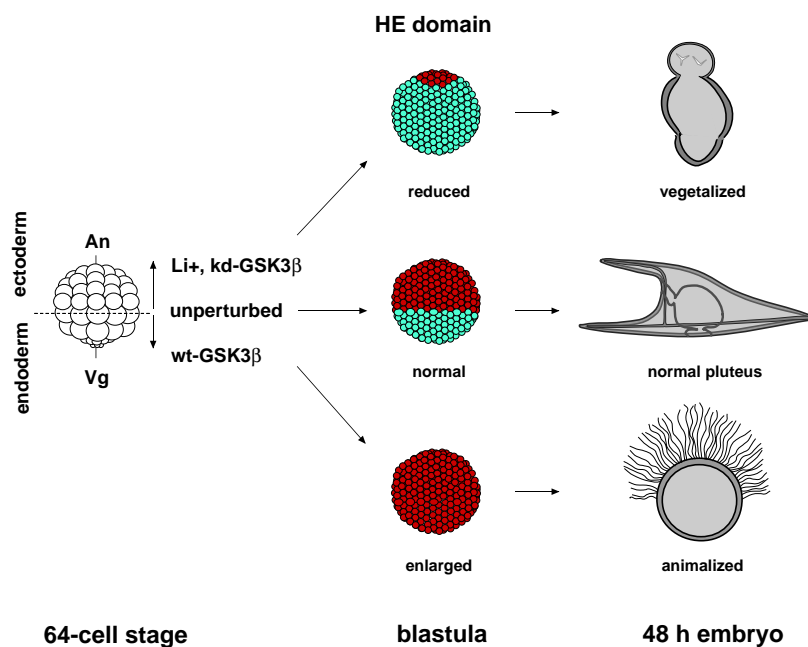 HE domain
reduced
vegetalized
ectoderm
endoderm
An
Vg
Li+, kd-GSK3β
unperturbed
wt-GSK3β
normal
normal pluteus
enlarged
animalized
64-cell stage
blastula
48 h embryo